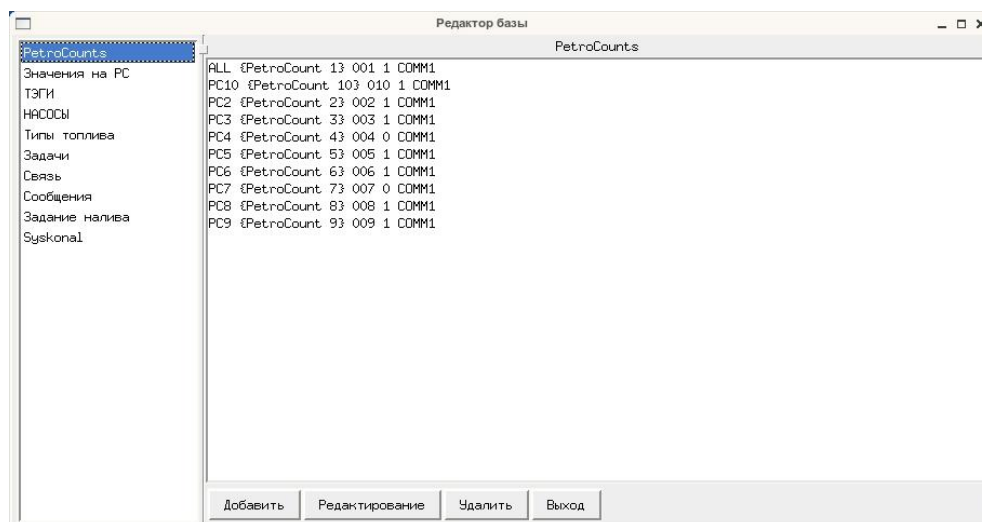 Редактор базы
PetroCounts
Значения на РС
ТЭГИ
НАСОСЫ
Типы топлива
Задачи
Связь
Сообщения
Задание налива
Syskonal
PetroCounts
ALL {PetroCount 1} 001 1 COMM1
PC10 {PetroCount 10} 010 1 COMM1
PC2 {PetroCount 2} 002 1 COMM1
PC3 {PetroCount 3} 003 1 COMM1
PC4 {PetroCount 4} 004 0 COMM1
PC5 {PetroCount 5} 005 1 COMM1
PC6 {PetroCount 6} 006 1 COMM1
PC7 {PetroCount 7} 007 0 COMM1
PC8 {PetroCount 8} 008 1 COMM1
PC9 {PetroCount 9} 009 1 COMM1
Добавить Редактирование Удалить Выход